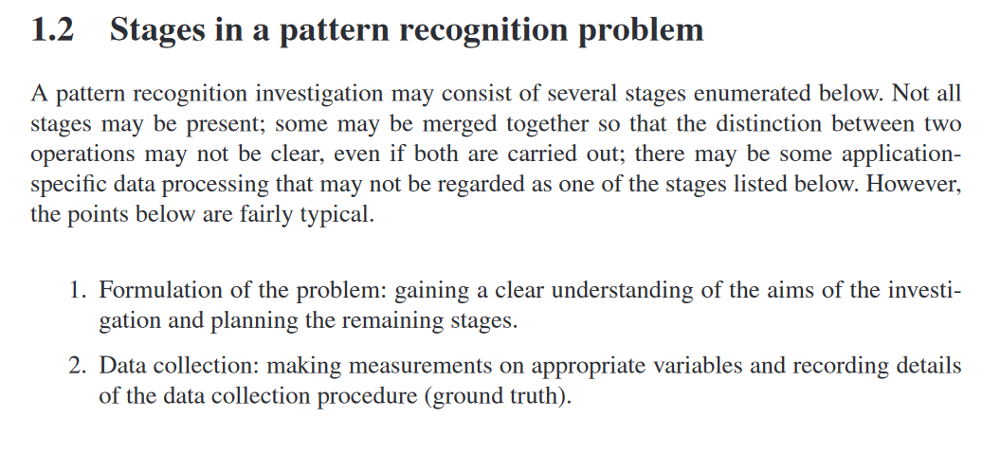 1.2 Stages in a pattern recognition problem
A pattern recognition investigation may consist of several stages enumerated below. Not all
stages may be present; some may be merged together so that the distinction between two
operations may not be clear, even if both are carried out; there may be some application-
specific data processing that may not be regarded as one of the stages listed below. However,
the points below are fairly typical.
1. Formulation of the problem: gaining a clear understanding of the aims of the investi-
gation and planning the remaining stages.
2. Data collection: making measurements on appropriate variables and recording details
of the data collection procedure (ground truth).